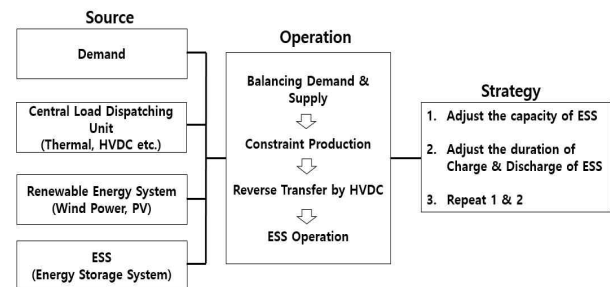 Source
Demand
Central Load Dispatching
Unit
(Thermal, HVDC etc.)
Renewable Energy System
(Wind Power, PV)
ESS
(Energy Storage System)
Operation
Balancing Demand &
Supply
Constraint Production
Reverse Transfer by HVDC
ESS Operation
Strategy
1. Adjust the capacity of ESS
2. Adjust the duration of
Charge & Discharge of ESS
3. Repeat 1 & 2